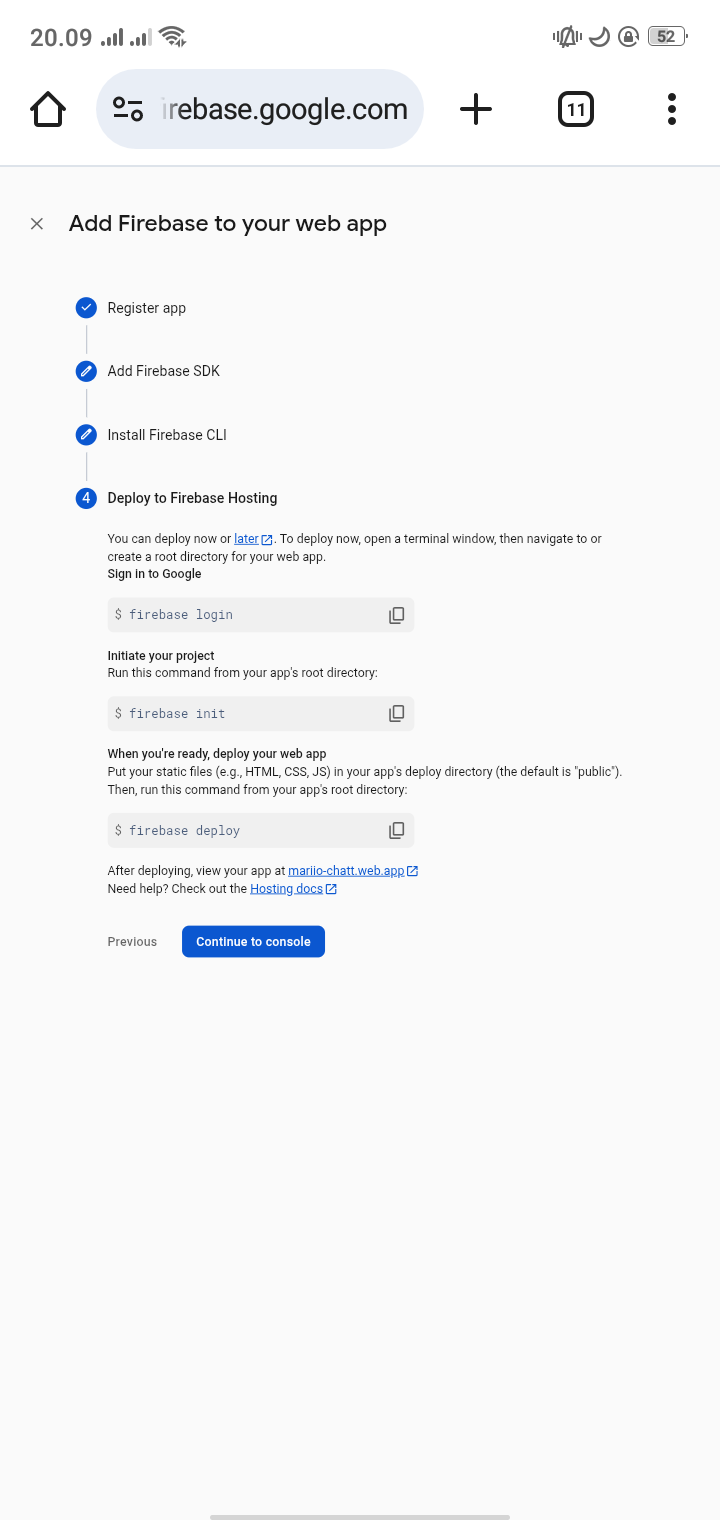 20.09
52
irebase.google.com
11
Add Firebase to your web app
Register app
Add Firebase SDK
Install Firebase CLI
4 Deploy to Firebase Hosting
You can deploy now or later. To deploy now, open a terminal window, then navigate to or
create a root directory for your web app.
Sign in to Google
$ firebase login
Initiate your project
Run this command from your app's root directory:
$ firebase init
When you're ready, deploy your web app
Put your static files (e.g., HTML, CSS, JS) in your app's deploy directory (the default is "public").
Then, run this command from your app's root directory:
$ firebase deploy
After deploying, view your app at mariio-chatt.web.app
Need help? Check out the Hosting docs
Previous
Continue to console